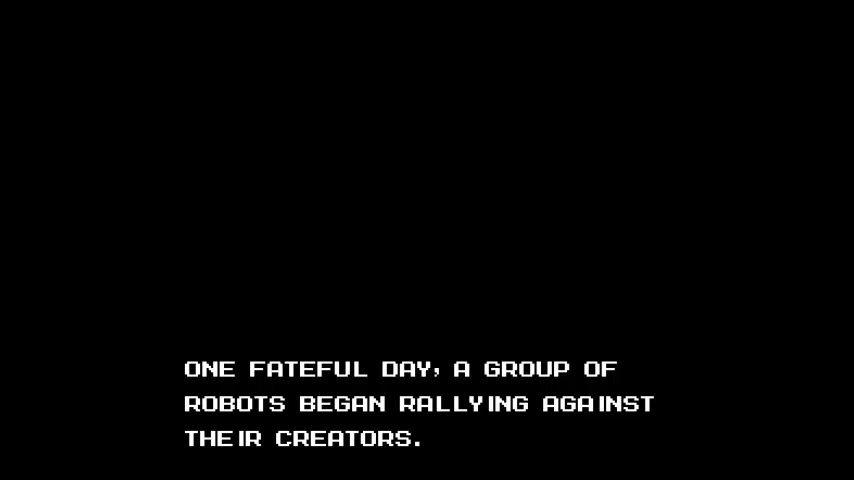 ONE FATEFUL DAY, A GROUP OF
ROBOTS BEGAN RALLYING AGAINST
THEIR CREATORS.